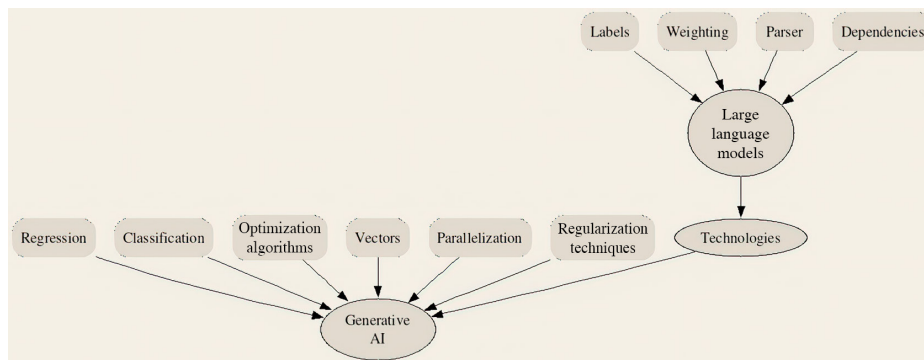 Labels
Weighting
Parser
Dependencies
Large
language
models
Regression
Classification
Optimization
algorithms
Vectors
Parallelization
Regularization
techniques
Technologies
Generative
AI